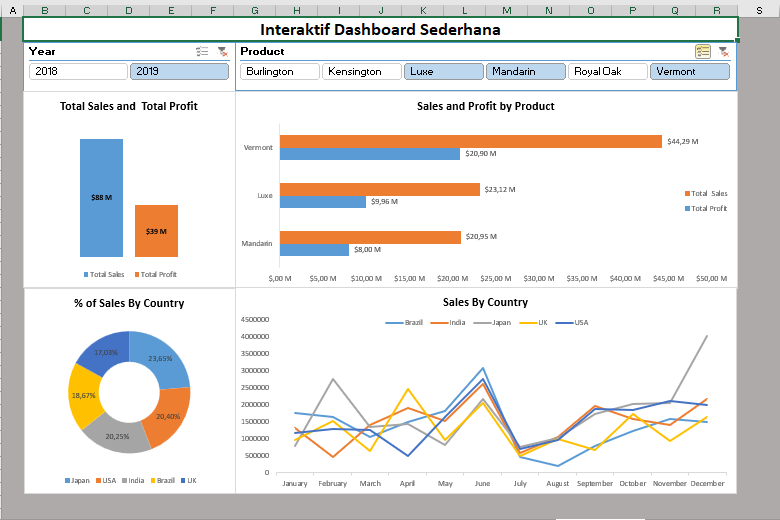 A B C D E F G H I J K L M N O P Q R S
Interaktif Dashboard Sederhana
Year
2018 2019
Product
Burlington Kensington Luxe Mandarin Royal Oak Vermont
Total Sales and Total Profit
$88 M
$39 M
Total Sales Total Profit
Sales and Profit by Product
Vermont $44,29 M
$20,90 M
Luxe $23,12 M
$9,96 M
Mandarin $20,95 M
$8,00 M
Total Sales
Total Profit
$,00 M $5,00 M $10,00 M $15,00 M $20,00 M $25,00 M $30,00 M $35,00 M $40,00 M $45,00 M $50,00 M
% of Sales By Country
17,03% 23,65%
18,67% 20,40%
20,25%
Japan USA India Brazil UK
Sales By Country
Brazil India Japan UK USA
4500000
4000000
3500000
3000000
2500000
2000000
1500000
1000000
500000
0
January February March April May June July August September October November December